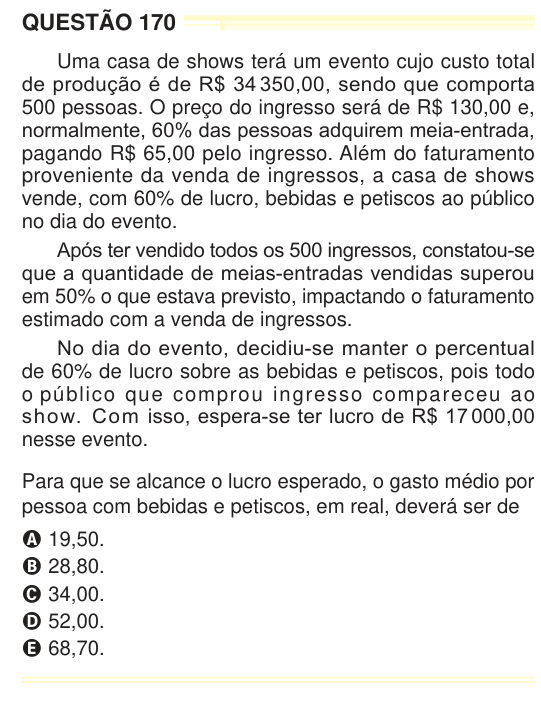 QUESTÃO 170
Uma casa de shows terá um evento cujo custo total
de produção é de R$ 34 350,00, sendo que comporta
500 pessoas. O preço do ingresso será de R$ 130,00 e,
normalmente, 60% das pessoas adquirem meia-entrada,
pagando R$ 65,00 pelo ingresso. Além do faturamento
proveniente da venda de ingressos, a casa de shows
vende, com 60% de lucro, bebidas e petiscos ao público
no dia do evento.
Após ter vendido todos os 500 ingressos, constatou-se
que a quantidade de meias-entradas vendidas superou
em 50% o que estava previsto, impactando o faturamento
estimado com a venda de ingressos.
No dia do evento, decidiu-se manter o percentual
de 60% de lucro sobre as bebidas e petiscos, pois todo
o público que comprou ingresso compareceu ao
show. Com isso, espera-se ter lucro de R$ 17 000,00
nesse evento.
Para que se alcance o lucro esperado, o gasto médio por
pessoa com bebidas e petiscos, em real, deverá ser de
A 19,50.
B 28,80.
C 34,00.
D 52,00.
E 68,70.